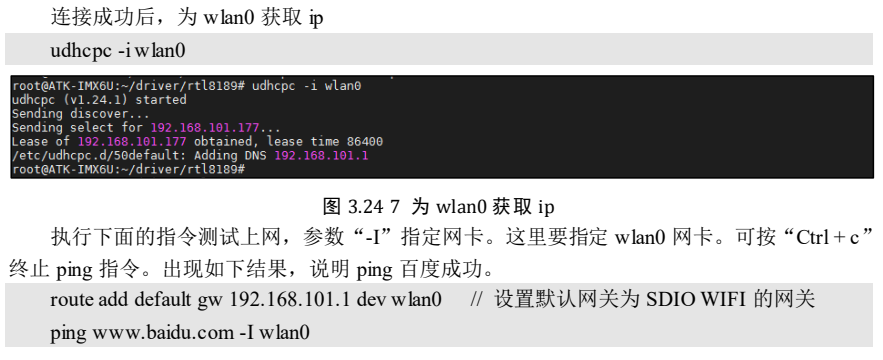 连接成功后，为 wlan0 获取 ip
udhcpc -i wlan0
root@ATK-IMX6U:~/driver/rtl8189# udhcpc -i wlan0
udhcpc (v1.24.1) started
Sending discover...
Sending select for 192.168.101.177...
Lease of 192.168.101.177 obtained, lease time 86400
/etc/udhcpc.d/50default: Adding DNS 192.168.101.1
root@ATK-IMX6U:~/driver/rtl8189#
图 3.24 7 为 wlan0 获取 ip
执行下面的指令测试上网，参数“-I”指定网卡。这里要指定 wlan0 网卡。可按“Ctrl + c”
终止 ping 指令。出现如下结果，说明 ping 百度成功。
route add default gw 192.168.101.1 dev wlan0 // 设置默认网关为 SDIO WIFI 的网关
ping www.baidu.com -I wlan0